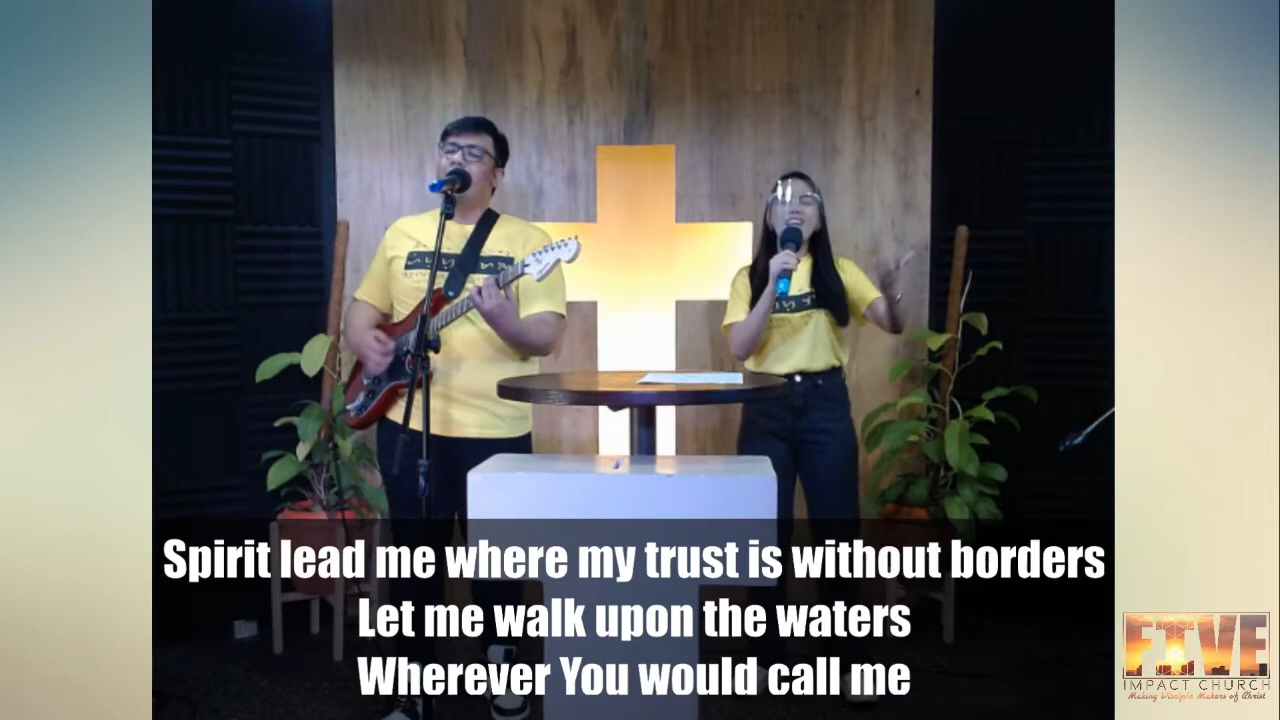 Spirit lead me where my trust is without borders
Let me walk upon the waters
Wherever You would call me
FIVE
IMPACT CHURCH
Making Disciple Makers of Christ